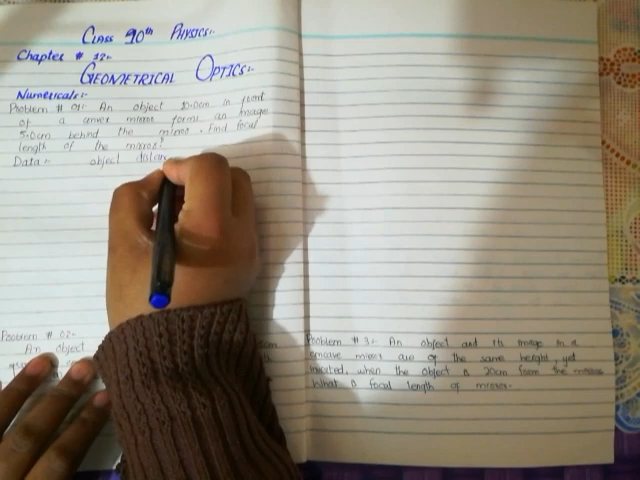 CLASS 10th PHYSICS:-
Chapter # 12:-
GEOMETRICAL OPTICS:-
Numericals:-
Problem # 01:- An object 10.0cm in front
of a convex mirror forms an image
5.0cm behind the mirror. Find focal
length of the mirror?
Data:- object distan
Problem # 02:-
An object
Problem # 3:- An object and its image in a
concave mirror are of the same height, yet
inverted, when the object is 20cm from the mirror
What is focal length of mirror.